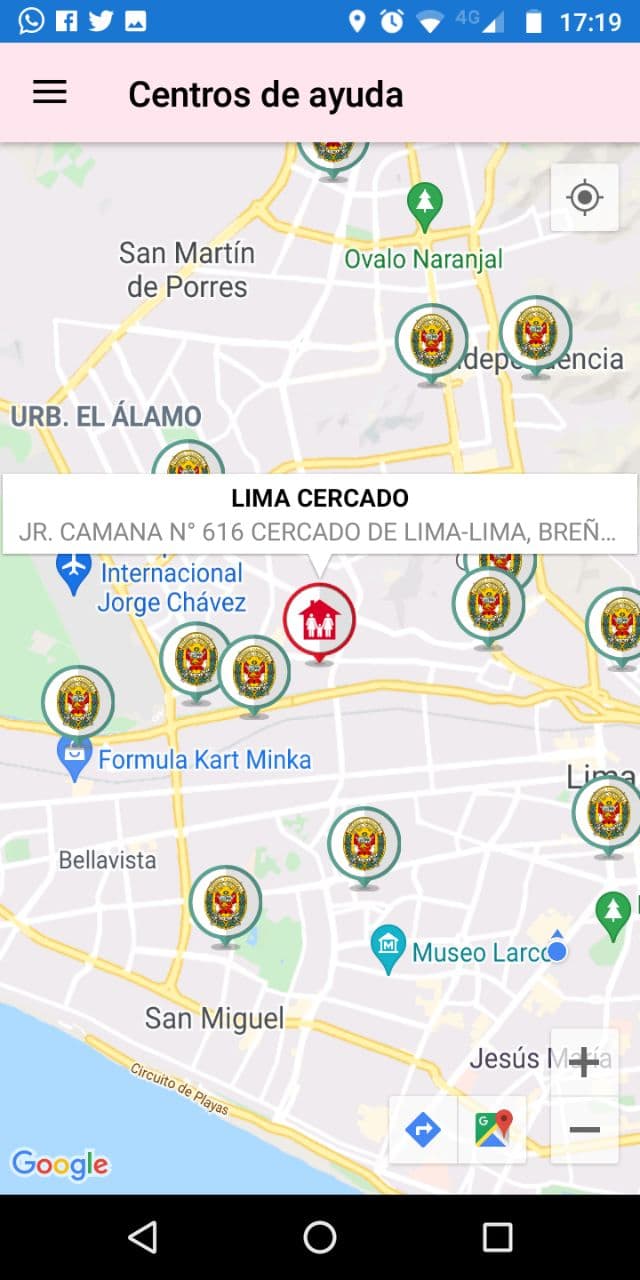 4G 17:19
Centros de ayuda
San Martín
de Porres
Ovalo Naranjal
URB. EL ÁLAMO
LIMA CERCADO
JR. CAMANA N° 616 CERCADO DE LIMA-LIMA, BREÑ...
Internacional
Jorge Chávez
Formula Kart Minka
Lima
Bellavista
Museo Larco
San Miguel
Jesús María
Circuito de Playas
Google